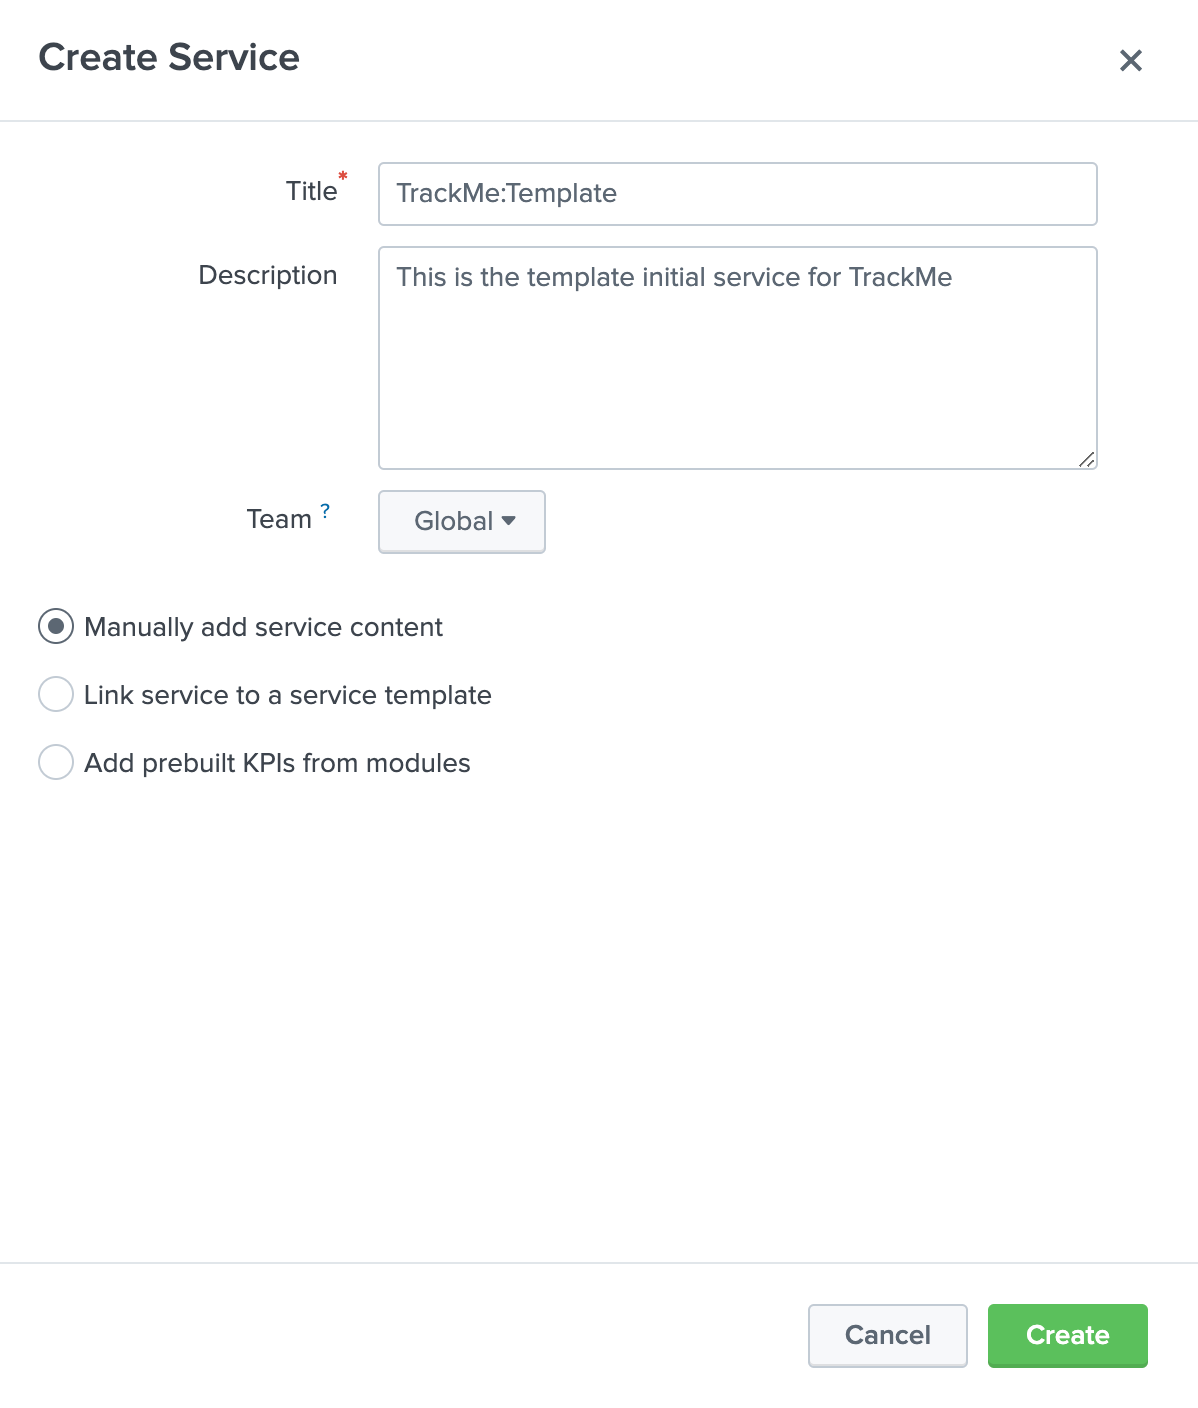 Create Service
Title*
TrackMe:Template
Description
This is the template initial service for TrackMe
Team ?
Global
Manually add service content
Link service to a service template
Add prebuilt KPIs from modules
Cancel
Create